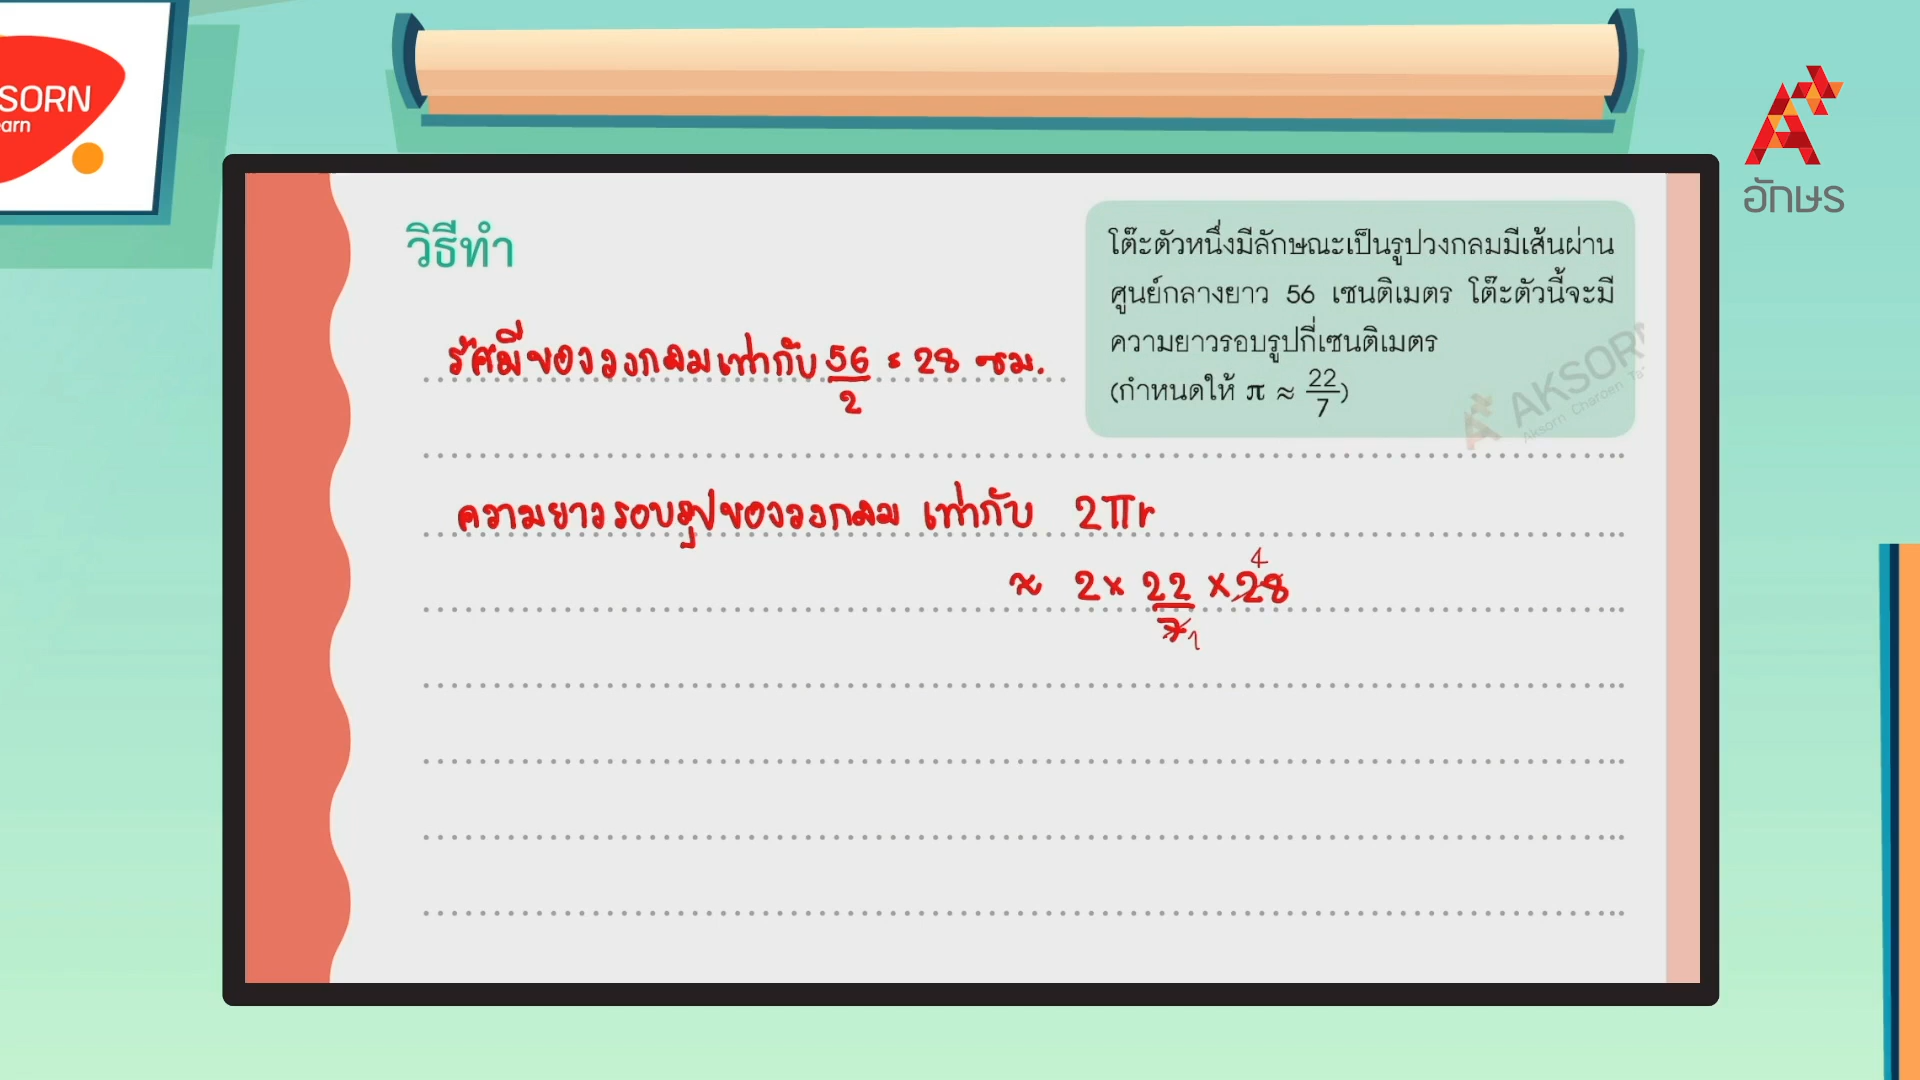 SORN
arn
อักษร
วิธีทำ
โต๊ะตัวหนึ่งมีลักษณะเป็นรูปวงกลมมีเส้นผ่าน
ศูนย์กลางยาว 56 เซนติเมตร โต๊ะตัวนี้จะมี
ความยาวรอบรูปกี่เซนติเมตร
(กำหนดให้ π ≈ 22/7)
AKSORN
Aksorn Charoen Ta
รัศมีของวงกลมเท่ากับ 56/2 = 28 ซม.
ความยาวรอบรูปของวงกลม เท่ากับ 2πr
4
≈ 2 × 22/7 × 28
1